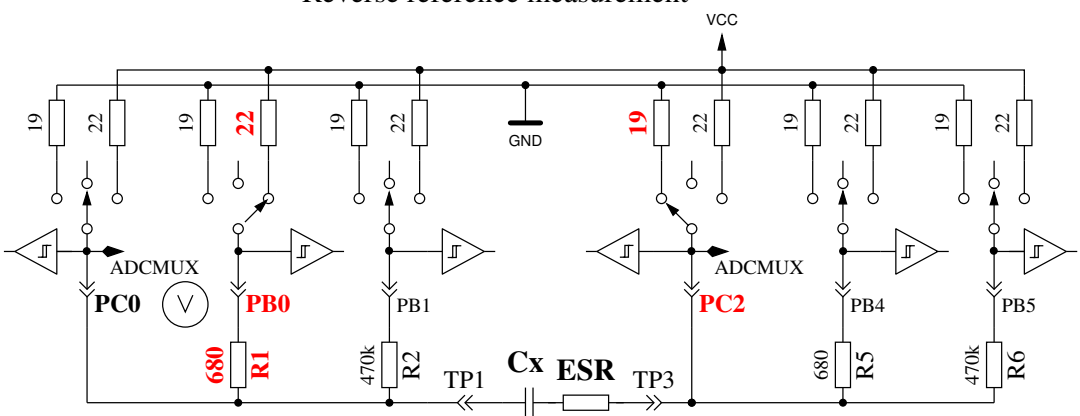 Reverse reference measurement
VCC
19
22
19
22
19
22
GND
19
22
19
22
19
22
ADCMUX
ADCMUX
PC0
V
PB0
PB1
PC2
PB4
PB5
680
R1
470k
R2
TP1
Cx
ESR
TP3
680
R5
470k
R6